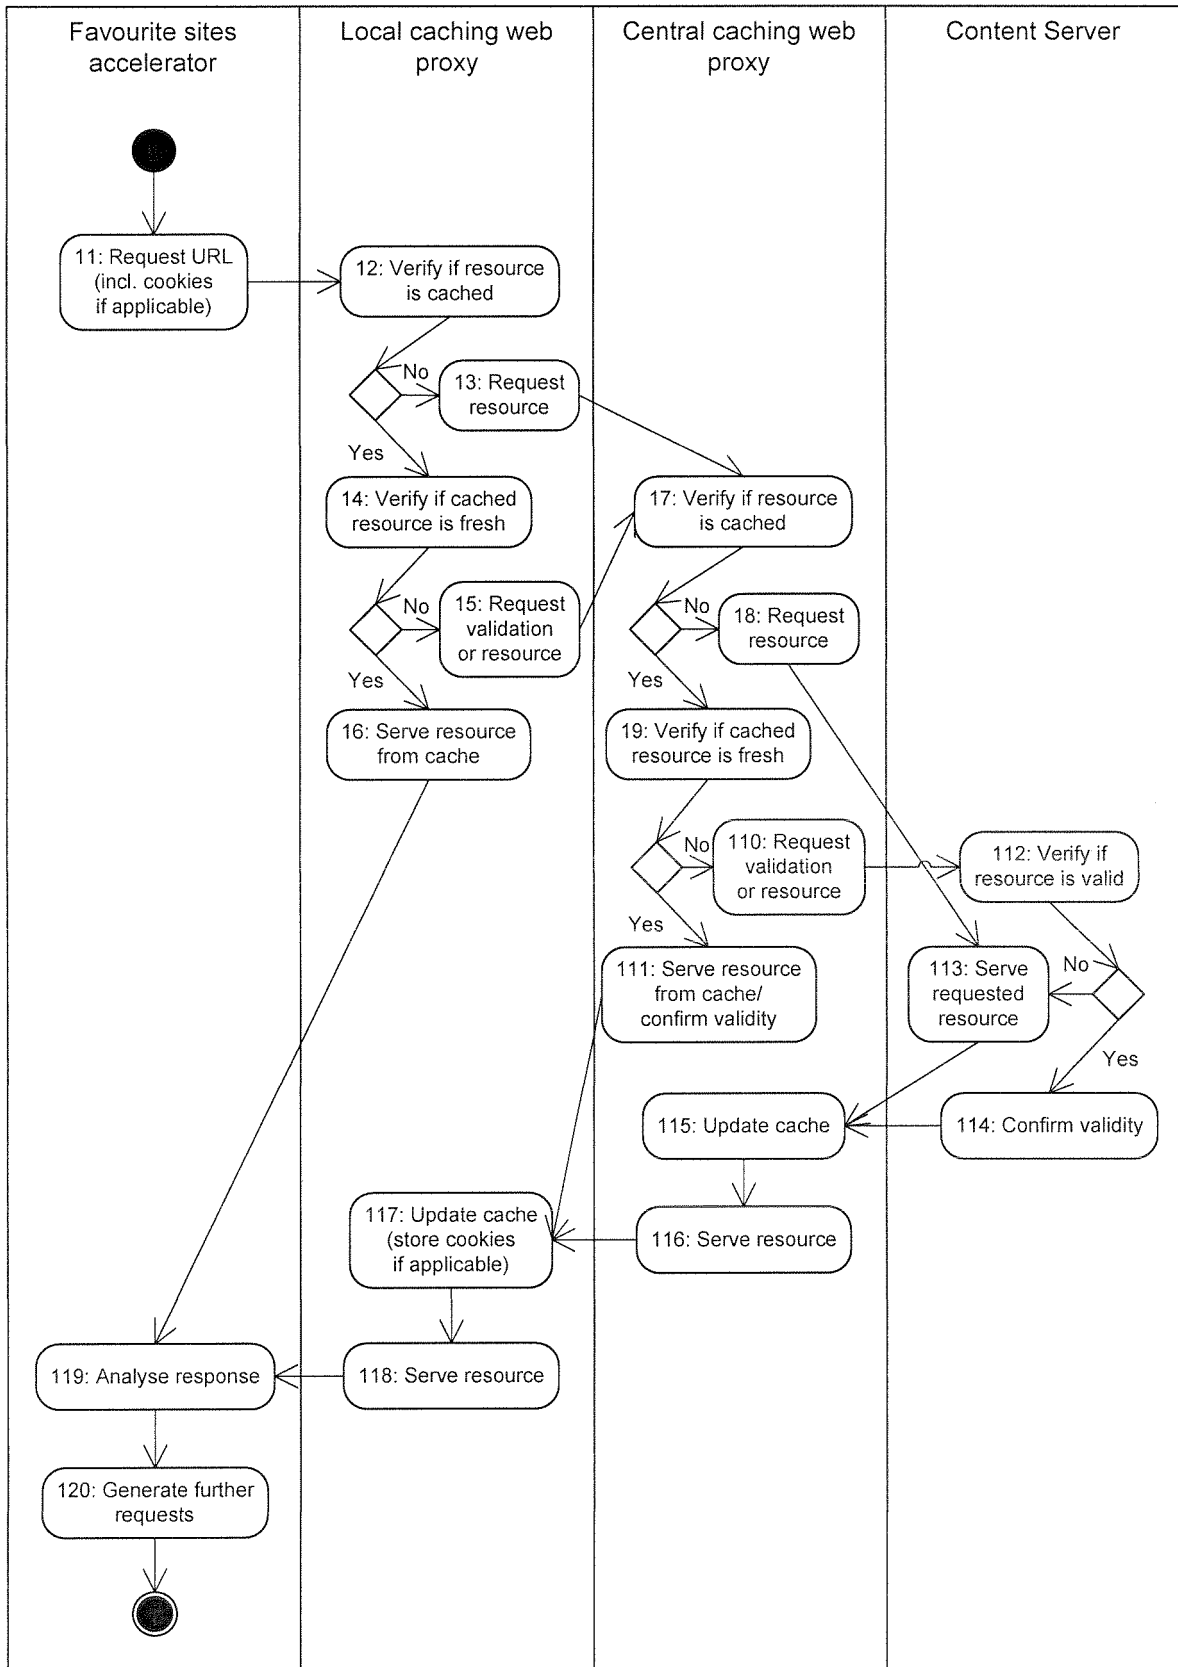 Favourite sites
accelerator
Local caching web
proxy
Central caching web
proxy
Content Server
11: Request URL
(incl. cookies
if applicable)
12: Verify if resource
is cached
No
13: Request
resource
Yes
14: Verify if cached
resource is fresh
17: Verify if resource
is cached
No
15: Request
validation
or resource
No
18: Request
resource
Yes
Yes
16: Serve resource
from cache
19: Verify if cached
resource is fresh
No
110: Request
validation
or resource
112: Verify if
resource is valid
Yes
111: Serve resource
from cache/
confirm validity
113: Serve
requested
resource
No
Yes
115: Update cache
114: Confirm validity
117: Update cache
(store cookies
if applicable)
116: Serve resource
119: Analyse response
118: Serve resource
120: Generate further
requests